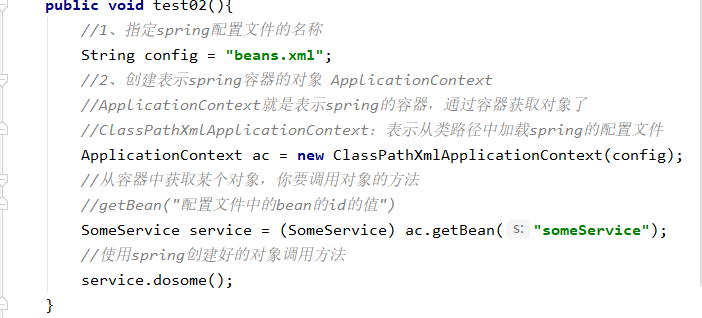 public void test02(){
//1、指定spring配置文件的名称
String config = "beans.xml";
//2、创建表示spring容器的对象 ApplicationContext
//ApplicationContext就是表示spring的容器，通过容器获取对象了
//ClassPathXmlApplicationContext：表示从类路径中加载spring的配置文件
ApplicationContext ac = new ClassPathXmlApplicationContext(config);
//从容器中获取某个对象，你要调用对象的方法
//getBean("配置文件中的bean的id的值")
SomeService service = (SomeService) ac.getBean( s: "someService");
//使用spring创建好的对象调用方法
service.dosome();
}